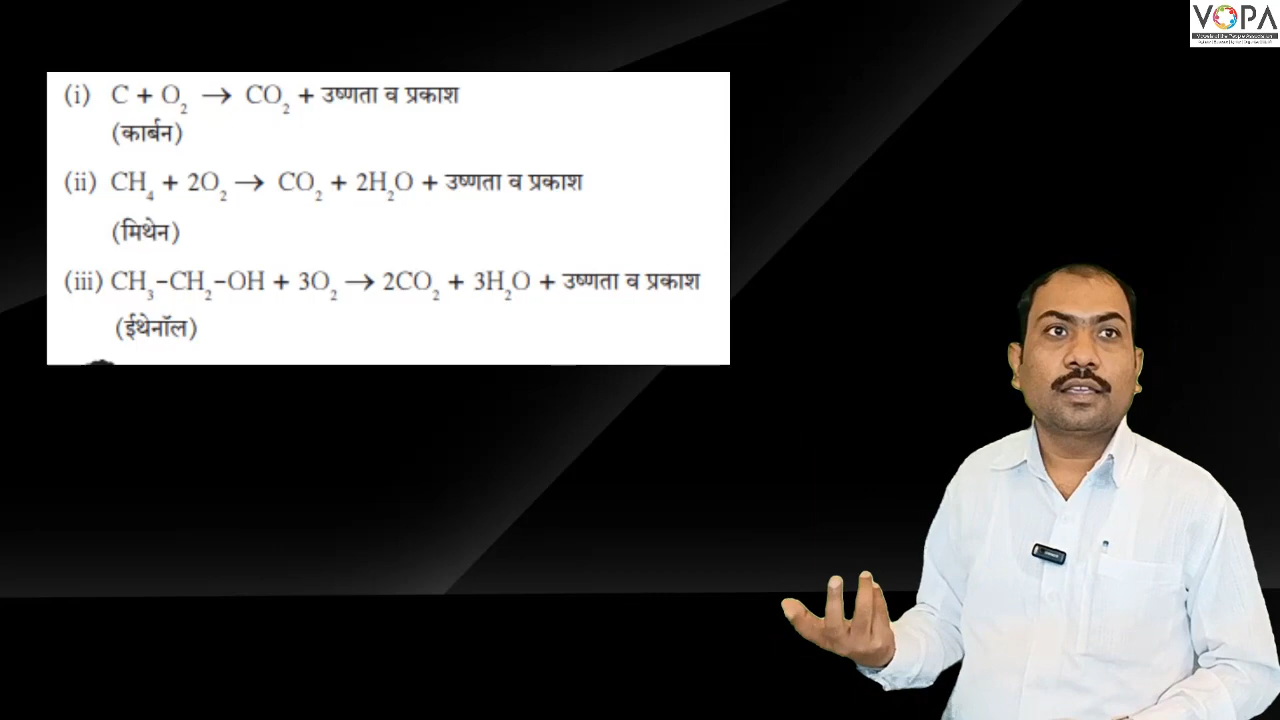 VOPA
(i) C + O₂ → CO₂ + उष्णता व प्रकाश
(कार्बन)
(ii) CH₄ + 2O₂ → CO₂ + 2H₂O + उष्णता व प्रकाश
(मिथेन)
(iii) CH₃–CH₂–OH + 3O₂ → 2CO₂ + 3H₂O + उष्णता व प्रकाश
(ईथेनॉल)